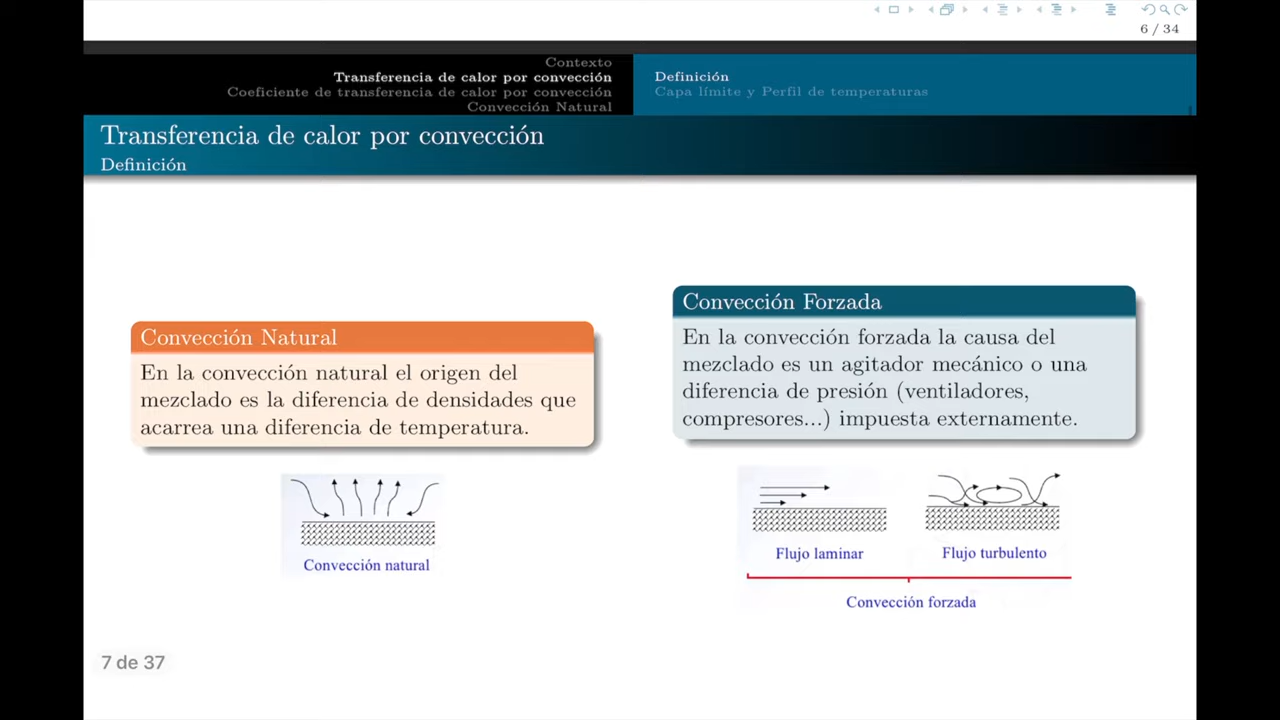 6 / 34
Contexto
Transferencia de calor por convección
Coeficiente de transferencia de calor por convección
Convección Natural
Definición
Capa límite y Perfil de temperaturas
Transferencia de calor por convección
Definición
Convección Natural
En la convección natural el origen del
mezclado es la diferencia de densidades que
acarrea una diferencia de temperatura.
Convección natural
Convección Forzada
En la convección forzada la causa del
mezclado es un agitador mecánico o una
diferencia de presión (ventiladores,
compresores...) impuesta externamente.
Flujo laminar
Flujo turbulento
Convección forzada
7 de 37